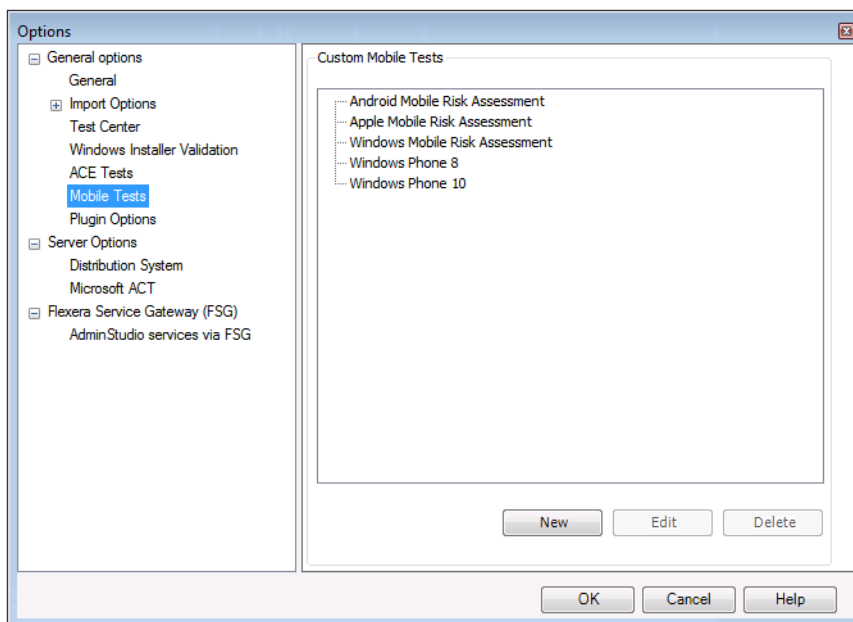 Options
General options
General
Import Options
Test Center
Windows Installer Validation
ACE Tests
Mobile Tests
Plugin Options
Server Options
Distribution System
Microsoft ACT
Flexera Service Gateway (FSG)
AdminStudio services via FSG
Custom Mobile Tests
Android Mobile Risk Assessment
Apple Mobile Risk Assessment
Windows Mobile Risk Assessment
Windows Phone 8
Windows Phone 10
New Edit Delete
OK Cancel Help